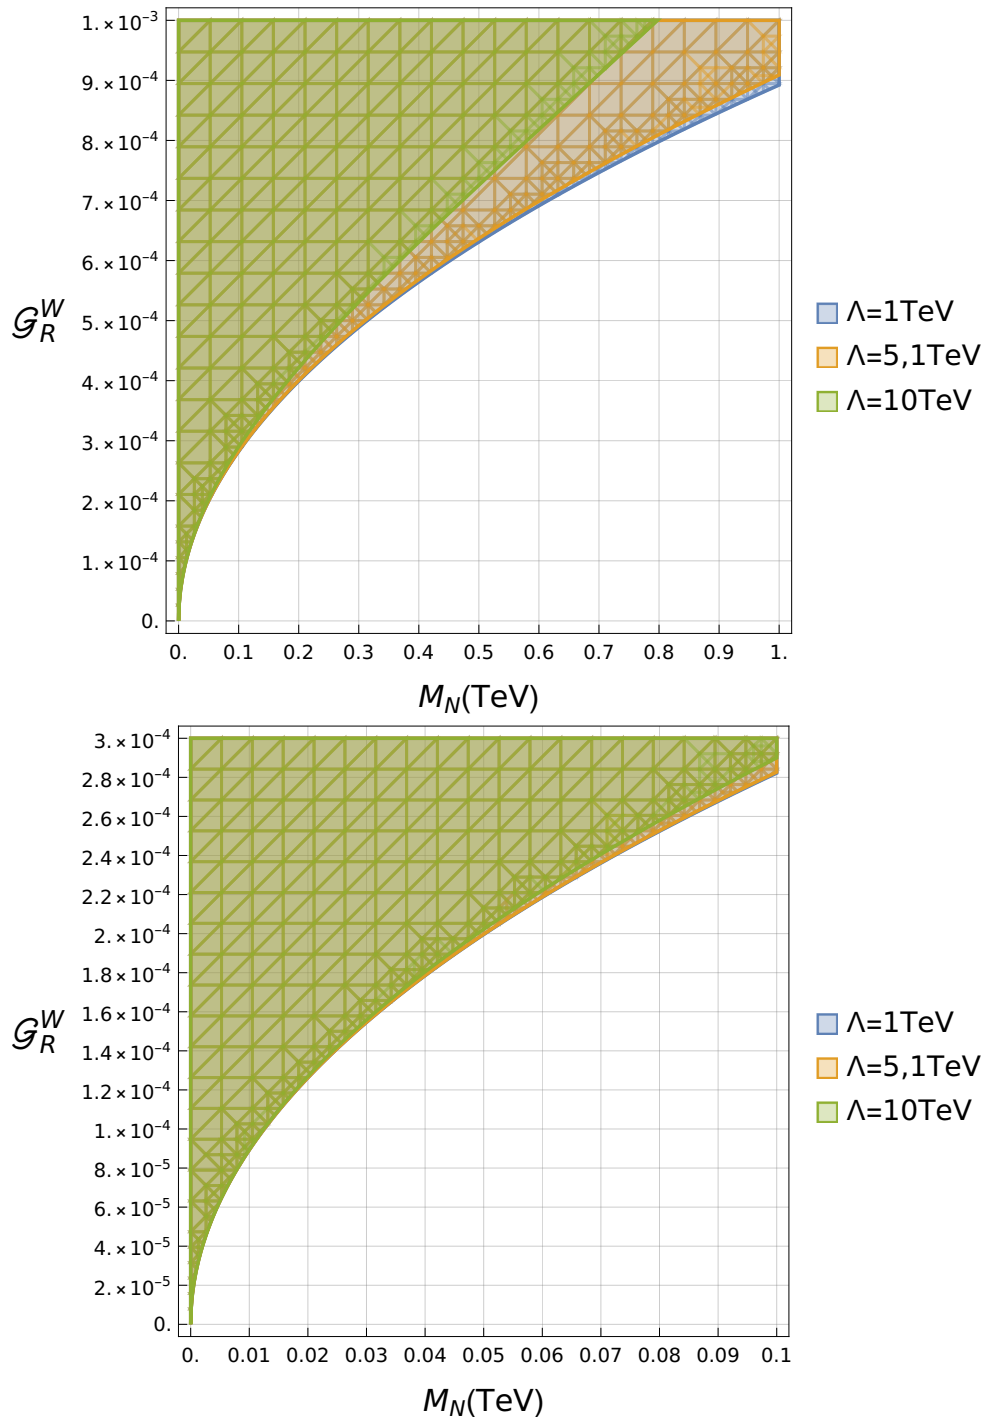 1.×10⁻³
9.×10⁻⁴
8.×10⁻⁴
7.×10⁻⁴
6.×10⁻⁴
5.×10⁻⁴
4.×10⁻⁴
3.×10⁻⁴
2.×10⁻⁴
1.×10⁻⁴
0.
𝒢_R^W
0. 0.1 0.2 0.3 0.4 0.5 0.6 0.7 0.8 0.9 1.
M_N(TeV)
Λ=1TeV
Λ=5,1TeV
Λ=10TeV
3.×10⁻⁴
2.8×10⁻⁴
2.6×10⁻⁴
2.4×10⁻⁴
2.2×10⁻⁴
2.×10⁻⁴
1.8×10⁻⁴
1.6×10⁻⁴
1.4×10⁻⁴
1.2×10⁻⁴
1.×10⁻⁴
8.×10⁻⁵
6.×10⁻⁵
4.×10⁻⁵
2.×10⁻⁵
0.
𝒢_R^W
0. 0.01 0.02 0.03 0.04 0.05 0.06 0.07 0.08 0.09 0.1
M_N(TeV)
Λ=1TeV
Λ=5,1TeV
Λ=10TeV